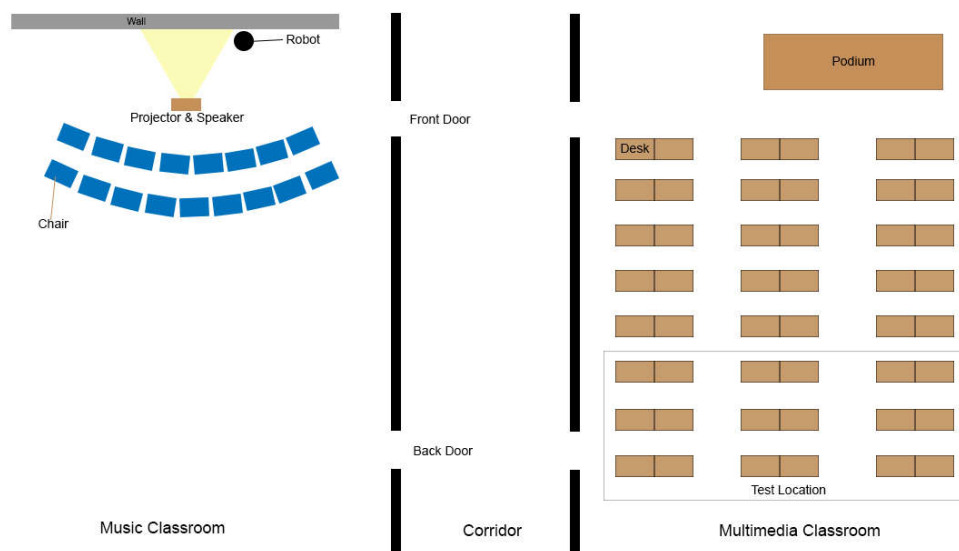 Wall
Robot
Podium
Projector & Speaker
Front Door
Desk
Chair
Back Door
Test Location
Music Classroom
Corridor
Multimedia Classroom